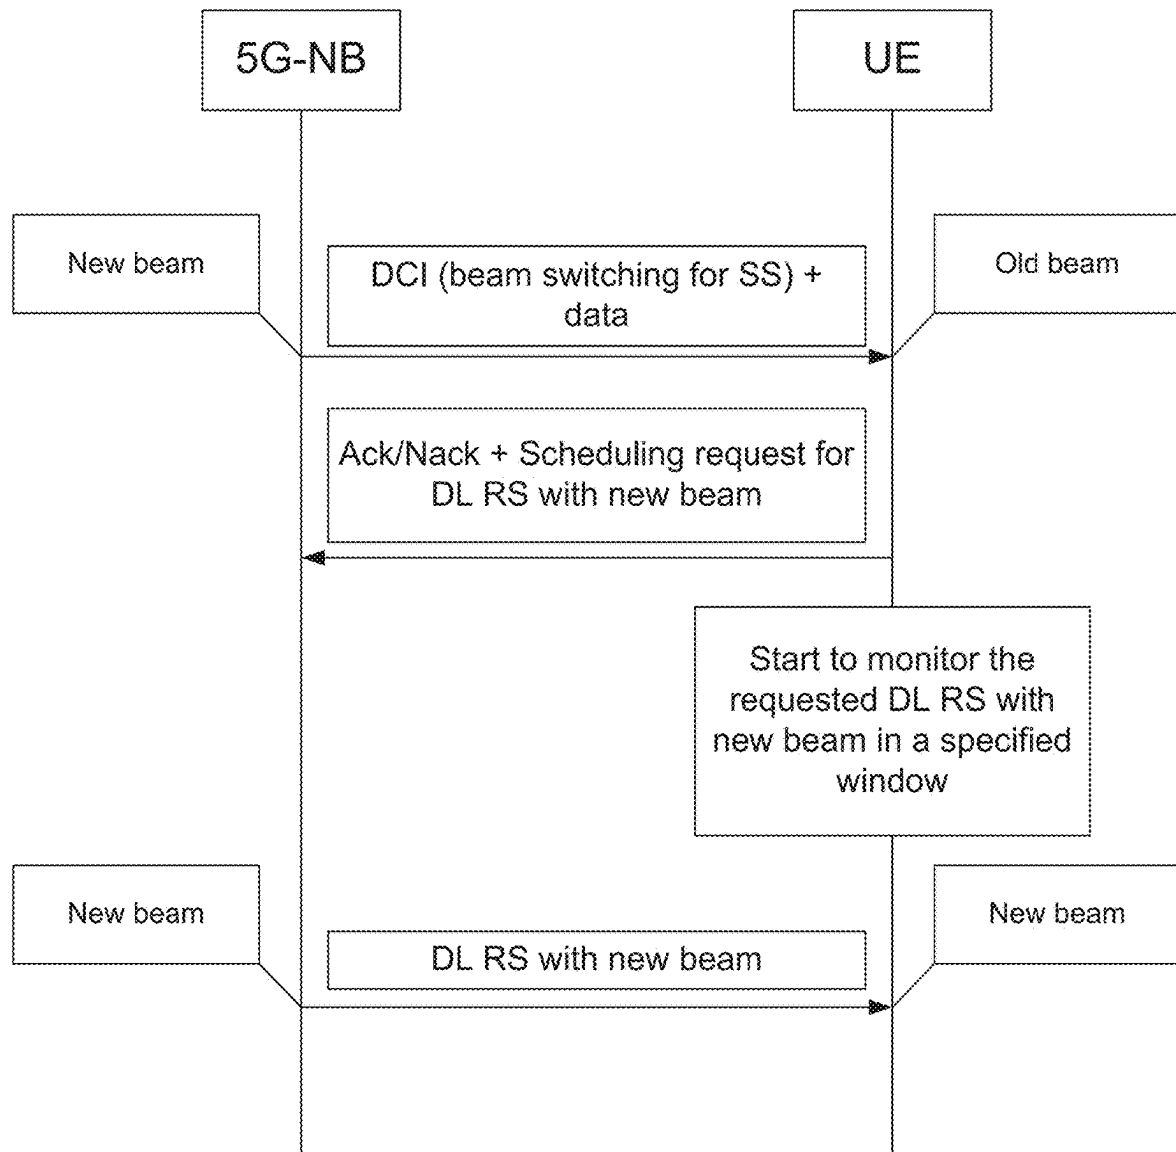 5G-NB
UE
New beam
DCI (beam switching for SS) +
data
Old beam
Ack/Nack + Scheduling request for
DL RS with new beam
Start to monitor the
requested DL RS with
new beam in a specified
window
New beam
DL RS with new beam
New beam